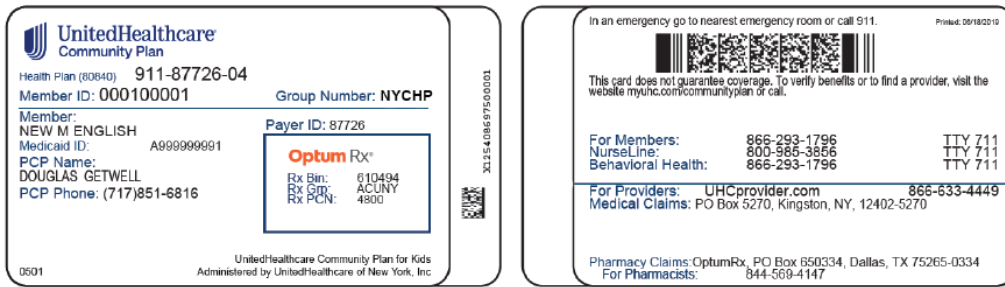 UnitedHealthcare®
Community Plan
Health Plan (80840) 911-87726-04
Member ID: 000100001 Group Number: NYCHP
Member:
NEW M ENGLISH
Medicaid ID: A999999991
PCP Name:
DOUGLAS GETWELL
PCP Phone: (717)851-6816
Payer ID: 87726
Optum Rx®
Rx Bin: 610494
Rx Grp: ACUNY
Rx PCN: 4800
0501
UnitedHealthcare Community Plan for Kids
Administered by UnitedHealthcare of New York, Inc
X125408697500001
In an emergency go to nearest emergency room or call 911. Printed: 06/18/2019
This card does not guarantee coverage. To verify benefits or to find a provider, visit the
website myuhc.com/communityplan or call.
For Members: 866-293-1796 TTY 711
NurseLine: 800-985-3856 TTY 711
Behavioral Health: 866-293-1796 TTY 711
For Providers: UHCprovider.com 866-633-4449
Medical Claims: PO Box 5270, Kingston, NY, 12402-5270
Pharmacy Claims:OptumRx, PO Box 650334, Dallas, TX 75265-0334
For Pharmacists: 844-569-4147